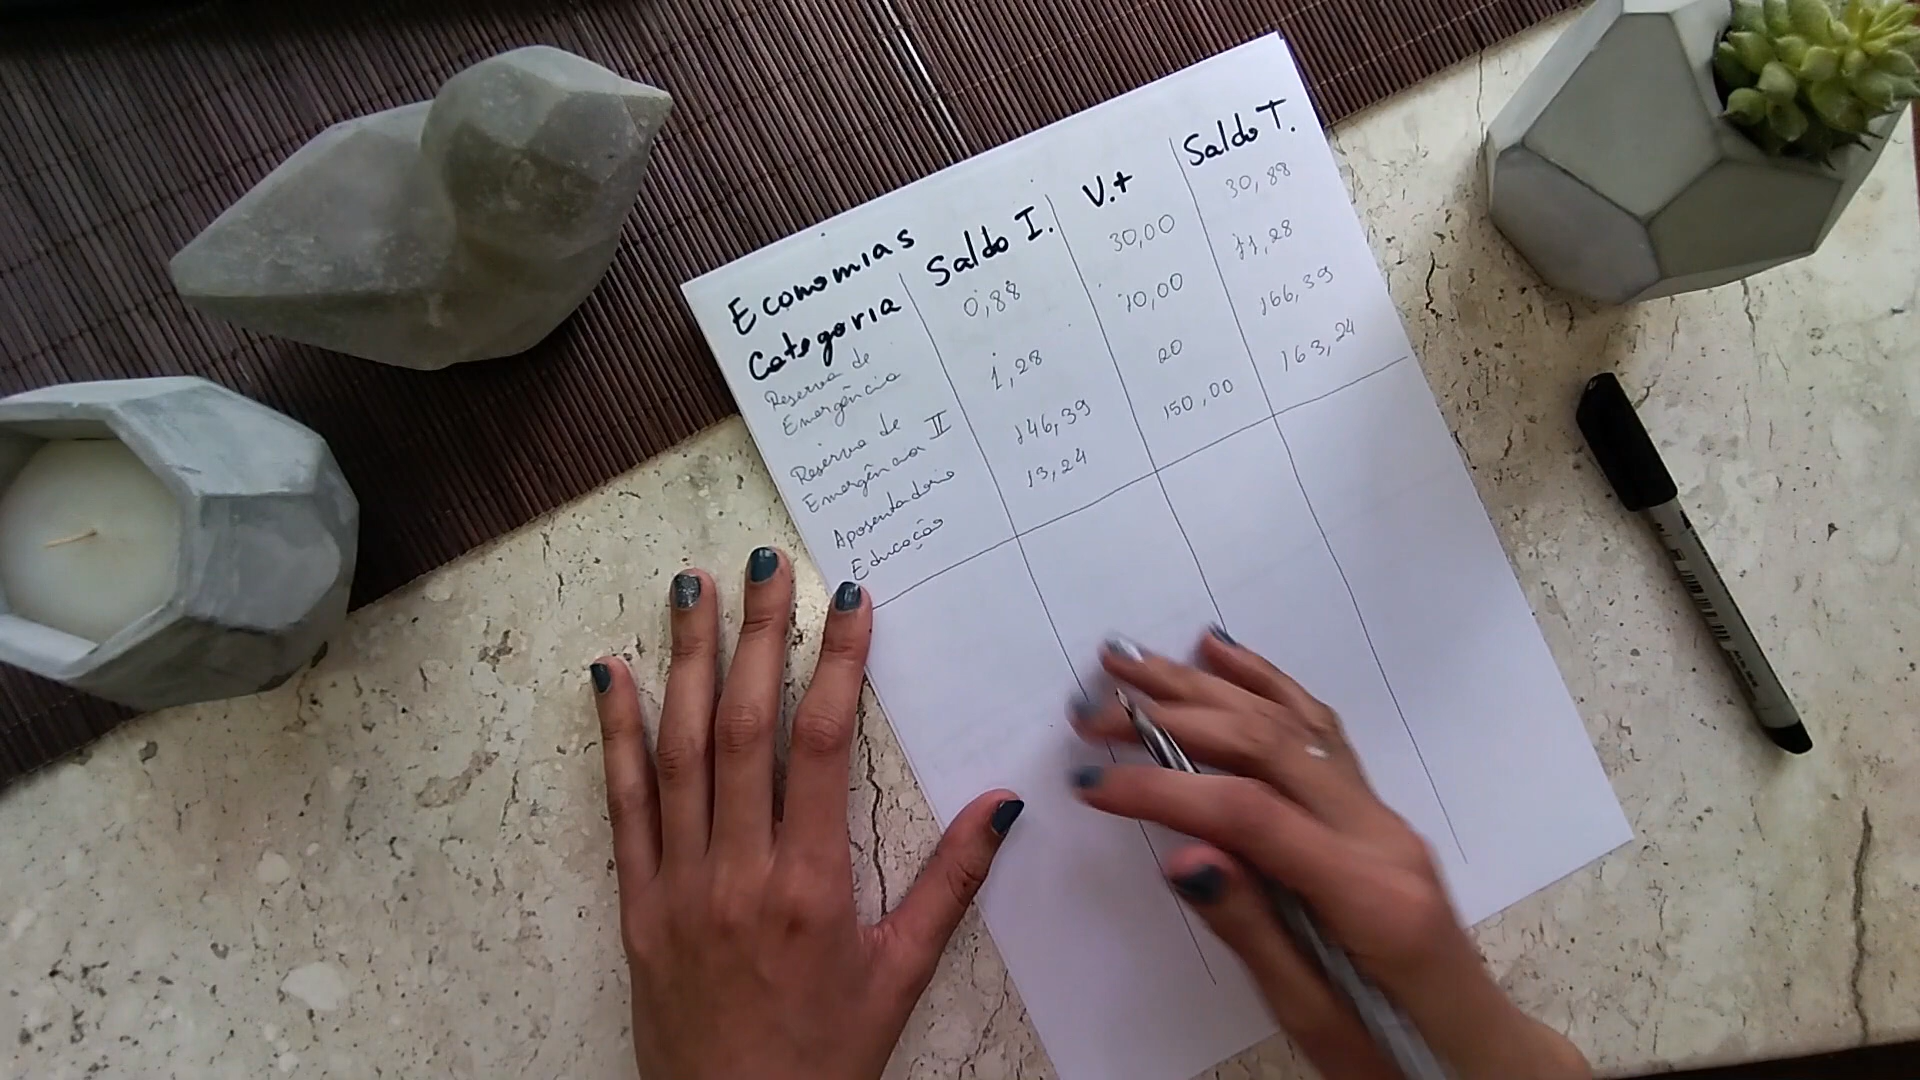 Economias
Categoria Saldo I. V.+ Saldo T.
Reserva de
Emergência 0,88 30,00 30,88
Reserva de
Emergência II 1,28 10,00 11,28
Aposentadoria 146,39 20 166,39
Educação 13,24 150,00 163,24